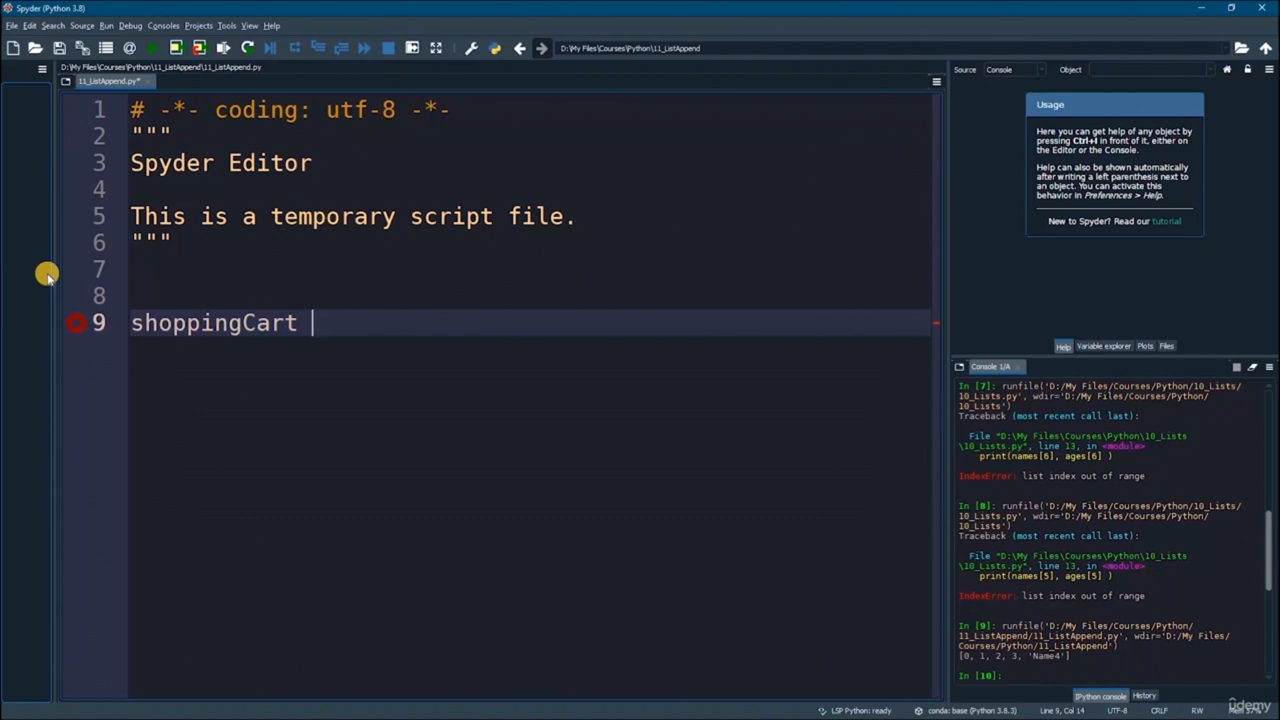 Spyder (Python 3.8)
File Edit Search Source Run Debug Consoles Projects Tools View Help
D:\My Files\Courses\Python\11_ListAppend
D:\My Files\Courses\Python\11_ListAppend\11_ListAppend.py
11_ListAppend.py*
1 # -*- coding: utf-8 -*-
2 """
3 Spyder Editor
4
5 This is a temporary script file.
6 """
7
8
9 shoppingCart
Source Console Object
Usage
Here you can get help of any object by
pressing Ctrl+I in front of it, either on
the Editor or the Console.
Help can also be shown automatically
after writing a left parenthesis next to
an object. You can activate this
behavior in Preferences > Help.
New to Spyder? Read our tutorial
Help Variable explorer Plots Files
Console 1/A
In [7]: runfile('D:/My Files/Courses/Python/10_Lists/
10_Lists.py', wdir='D:/My Files/Courses/Python/
10_Lists')
Traceback (most recent call last):
File "D:\My Files\Courses\Python\10_Lists
\10_Lists.py", line 13, in <module>
print(names[6], ages[6] )
IndexError: list index out of range
In [8]: runfile('D:/My Files/Courses/Python/10_Lists/
10_Lists.py', wdir='D:/My Files/Courses/Python/
10_Lists')
Traceback (most recent call last):
File "D:\My Files\Courses\Python\10_Lists
\10_Lists.py", line 13, in <module>
print(names[5], ages[5] )
IndexError: list index out of range
In [9]: runfile('D:/My Files/Courses/Python/
11_ListAppend/11_ListAppend.py', wdir='D:/My Files/
Courses/Python/11_ListAppend')
[0, 1, 2, 3, 'Name4']
In [10]:
IPython console History
LSP Python: ready conda: base (Python 3.8.3) Line 9, Col 14 UTF-8 CRLF RW Mem
udemy